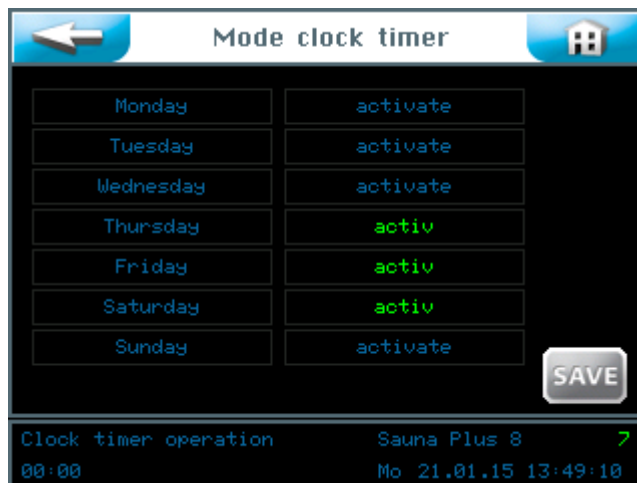 Mode clock timer
Monday activate
Tuesday activate
Wednesday activate
Thursday activ
Friday activ
Saturday activ
Sunday activate
SAVE
Clock timer operation Sauna Plus 8 7
00:00 Mo 21.01.15 13:49:10